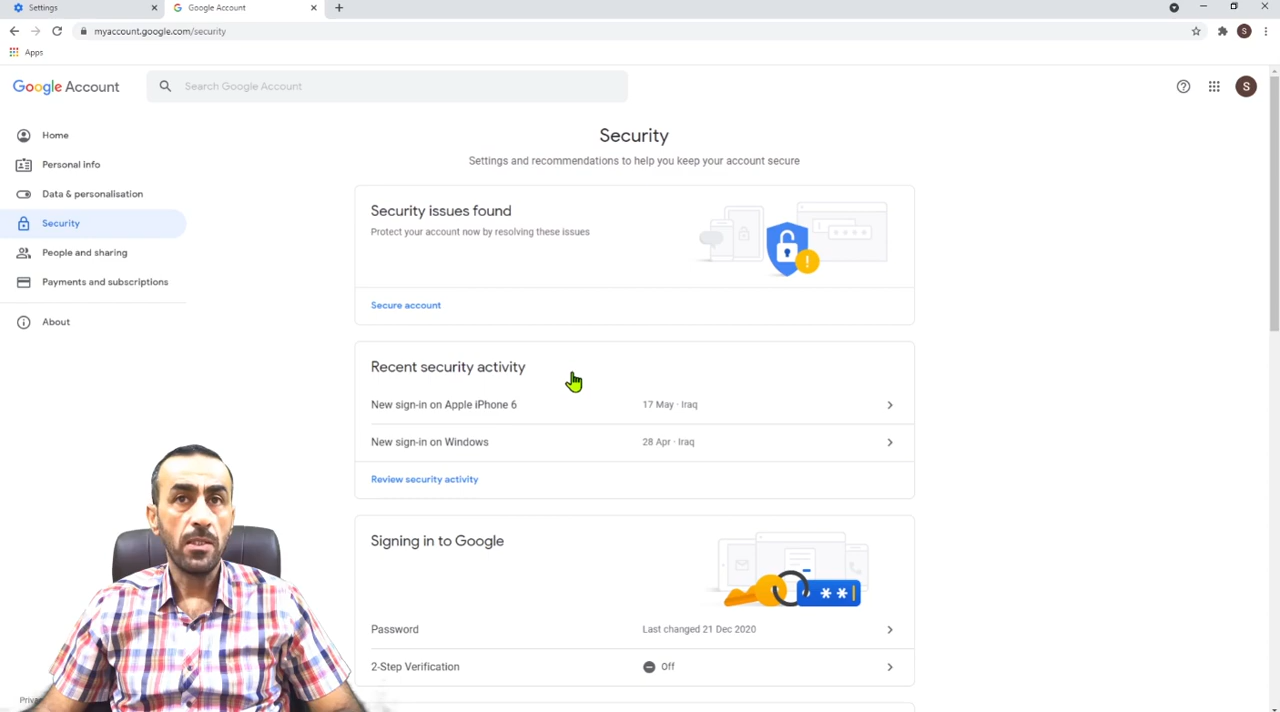 Settings
Google Account
myaccount.google.com/security
S
Apps
Google Account
Search Google Account
S
Home
Personal info
Data & personalisation
Security
People and sharing
Payments and subscriptions
About
Security
Settings and recommendations to help you keep your account secure
Security issues found
Protect your account now by resolving these issues
Secure account
Recent security activity
New sign-in on Apple iPhone 6
17 May · Iraq
New sign-in on Windows
28 Apr · Iraq
Review security activity
Signing in to Google
Password
Last changed 21 Dec 2020
2-Step Verification
Off